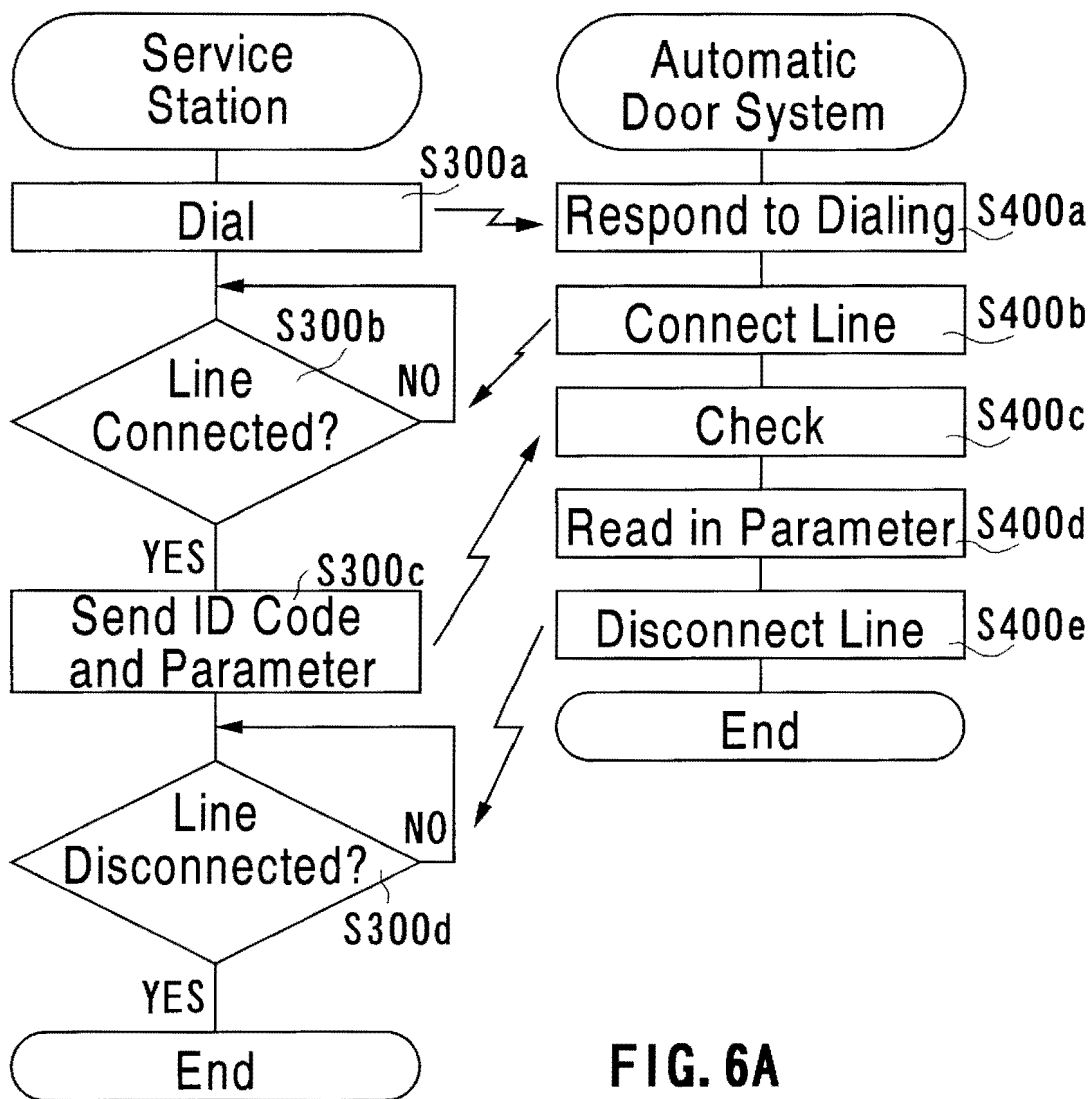 Service
Station
S300a
Dial
S300b
Line
Connected?
NO
YES
S300c
Send ID Code
and Parameter
Line
Disconnected?
NO
S300d
YES
End
Automatic
Door System
Respond to Dialing
S400a
Connect Line
S400b
Check
S400c
Read in Parameter
S400d
Disconnect Line
S400e
End
FIG. 6A